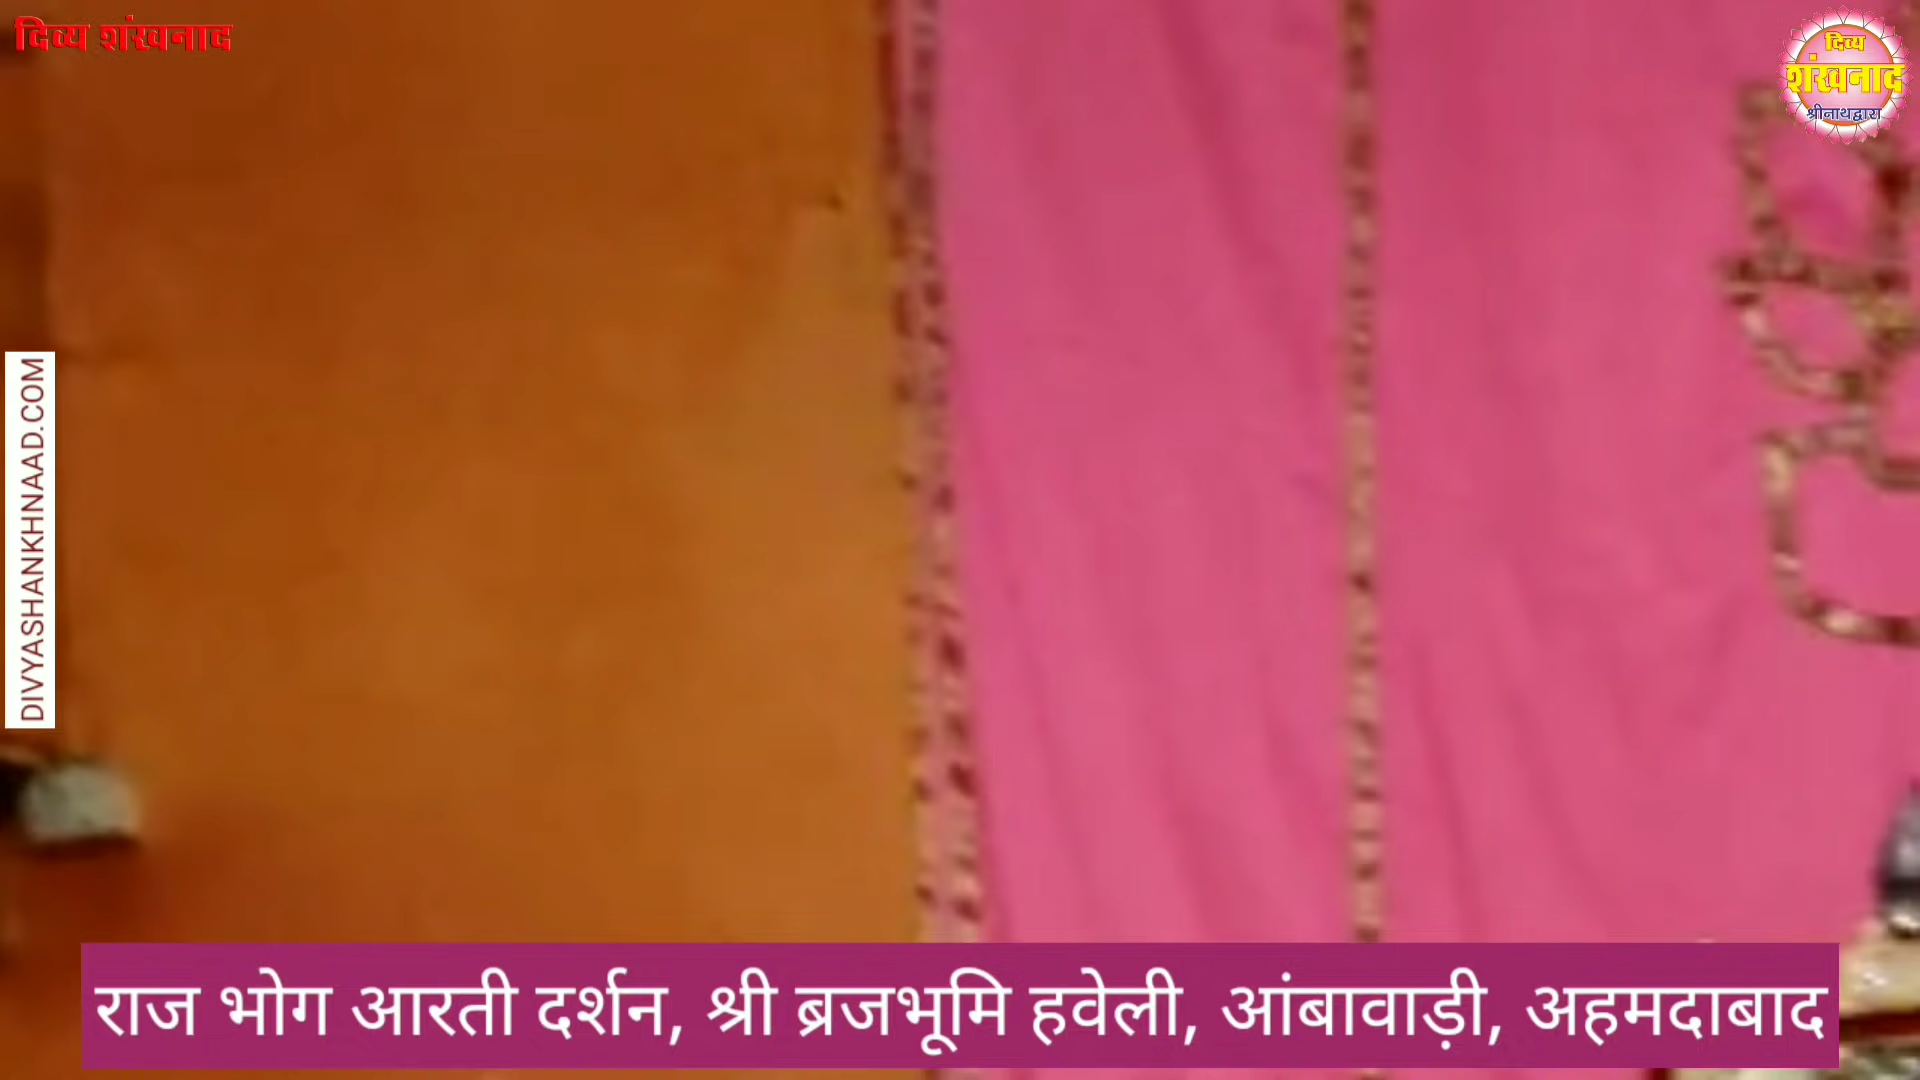 दिव्य शंखनाद
दिव्य
शंखनाद
श्रीनाथद्वारा
DIVYASHANKHNAAD.COM
राज भोग आरती दर्शन, श्री ब्रजभूमि हवेली, आंबावाड़ी, अहमदाबाद